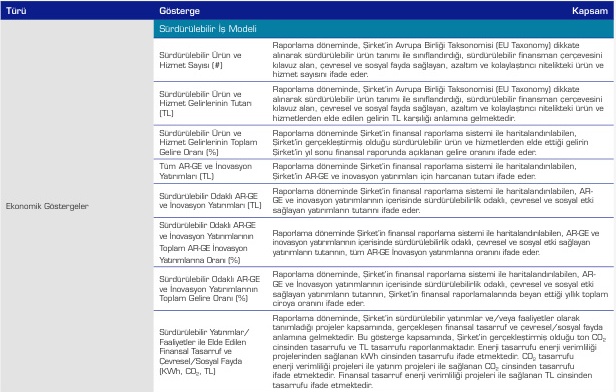 Türü Gösterge Kapsam
Sürdürülebilir İş Modeli
Ekonomik Göstergeler
Sürdürülebilir Ürün ve
Hizmet Sayısı (#)
Raporlama döneminde, Şirket'in Avrupa Birliği Taksonomisi (EU Taxonomy) dikkate
alınarak sürdürülebilir ürün tanımı ile sınıflandırdığı, sürdürülebilir finansman çerçevesini
kılavuz alan, çevresel ve sosyal fayda sağlayan, azaltım ve kolaylaştırıcı nitelikteki ürün ve
hizmet sayısını ifade eder.
Sürdürülebilir Ürün ve
Hizmet Gelirlerinin Tutarı
(TL)
Raporlama döneminde, Şirket'in Avrupa Birliği Taksonomisi (EU Taxonomy) dikkate
alınarak sürdürülebilir ürün tanımı ile sınıflandırdığı, sürdürülebilir finansman çerçevesini
kılavuz alan, çevresel ve sosyal fayda sağlayan, azaltım ve kolaylaştırıcı nitelikteki ürün ve
hizmetlerden elde edilen gelirin TL karşılığı anlamına gelmektedir.
Sürdürülebilir Ürün ve
Hizmet Gelirlerinin Toplam
Gelire Oranı (%)
Raporlama döneminde Şirket'in finansal raporlama sistemi ile haritalandırılabilen,
Şirket'in gerçekleştirmiş olduğu sürdürülebilir ürün ve hizmetlerden elde ettiği gelirin
Şirket'in yıl sonu finansal raporunda açıklanan gelire oranını ifade eder.
Tüm AR-GE ve İnovasyon
Yatırımları (TL)
Raporlama döneminde Şirket'in finansal raporlama sistemi ile haritalandırılabilen,
Şirket'in AR-GE ve inovasyon yatırımları için harcanan tutarı ifade eder.
Sürdürülebilir Odaklı AR-GE
ve İnovasyon Yatırımları (TL)
Raporlama döneminde Şirket'in finansal raporlama sistemi ile haritalandırılabilen, AR-
GE ve inovasyon yatırımlarının içerisinde sürdürülebilirlik odaklı, çevresel ve sosyal etki
sağlayan yatırımların tutarını ifade eder.
Sürdürülebilir Odaklı AR-GE
ve İnovasyon Yatırımlarının
Toplam AR-GE İnovasyon
Yatırımlarına Oranı (%)
Raporlama döneminde Şirket'in finansal raporlama sistemi ile haritalandırılabilen, AR-GE ve
inovasyon yatırımlarının içerisinde sürdürülebilirlik odaklı, çevresel ve sosyal etki sağlayan
yatırımların tutarının, tüm AR-GE İnovasyon yatırımlarına oranını ifade eder.
Sürdürülebilir Odaklı AR-GE
ve İnovasyon Yatırımlarının
Toplam Gelire Oranı (%)
Raporlama döneminde, Şirket'in finansal raporlama sistemi ile haritalandırılabilen, AR-
GE ve inovasyon yatırımlarının içerisinde sürdürülebilirlik odaklı, çevresel ve sosyal etki
sağlayan yatırımların tutarının, Şirket'in finansal raporlamalarında beyan ettiği yıllık toplam
ciroya oranını ifade eder.
Sürdürülebilir Yatırımlar/
Faaliyetler ile Elde Edilen
Finansal Tasarruf ve
Çevresel/Sosyal Fayda
(KWh, CO₂, TL)
Raporlama döneminde, Şirket'in sürdürülebilir yatırımlar ve/veya faaliyetler olarak
tanımladığı projeler kapsamında, gerçekleşen finansal tasarruf ve çevresel/sosyal fayda
anlamına gelmektedir. Bu gösterge kapsamında, Şirket'in gerçekleştirmiş olduğu ton CO₂
cinsinden tasarrufu ve TL tasarrufu raporlanmaktadır. Enerji tasarrufu enerji verimliliği
projelerinden sağlanan kWh cinsinden tasarrufu ifade etmektedir. CO₂ tasarrufu
enerji verimliliği projeleri ile yatırım projeleri ile sağlanan CO₂ cinsinden tasarrufu
ifade etmektedir. Finansal tasarruf enerji verimliliği projeleri ile sağlanan TL cinsinden
tasarrufu ifade etmektedir.